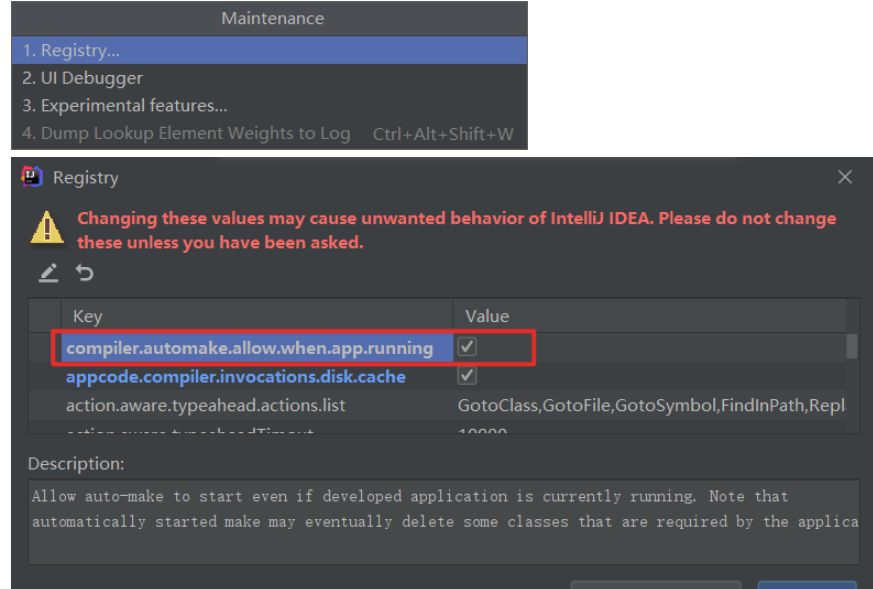 Maintenance
1. Registry...
2. UI Debugger
3. Experimental features...
4. Dump Lookup Element Weights to Log Ctrl+Alt+Shift+W
Registry
Changing these values may cause unwanted behavior of IntelliJ IDEA. Please do not change
these unless you have been asked.
Key Value
compiler.automake.allow.when.app.running
appcode.compiler.invocations.disk.cache
action.aware.typeahead.actions.list GotoClass,GotoFile,GotoSymbol,FindInPath,Repl
action.aware.typeaheadTimout 10000
Description:
Allow auto-make to start even if developed application is currently running. Note that
automatically started make may eventually delete some classes that are required by the applica